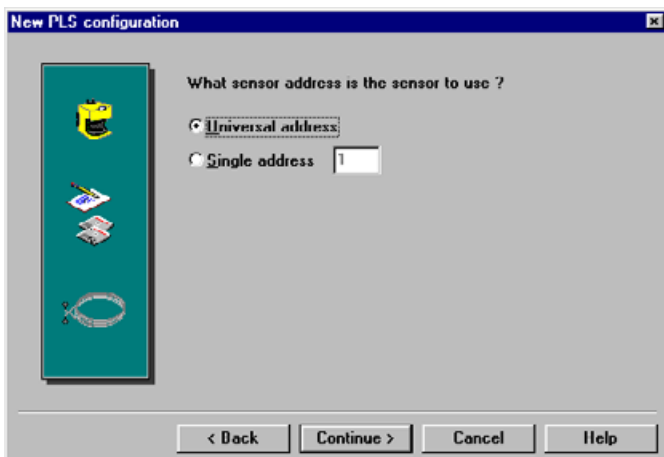 New PLS configuration
What sensor address is the sensor to use ?
Universal address
Single address 1
< Back Continue > Cancel Help